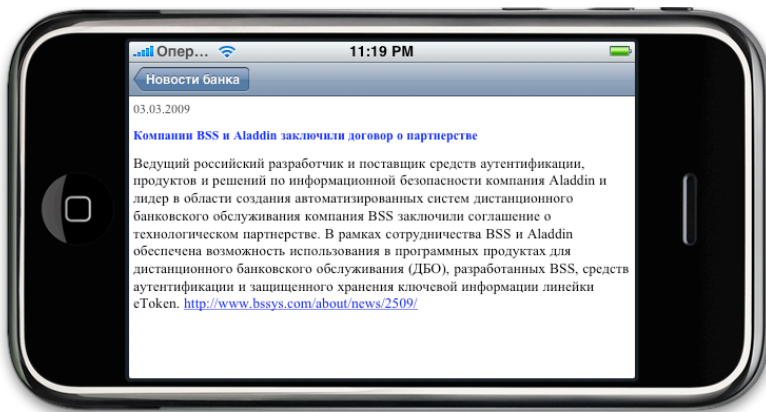 Опер... 11:19 PM
Новости банка
03.03.2009
Компании BSS и Aladdin заключили договор о партнерстве
Ведущий российский разработчик и поставщик средств аутентификации,
продуктов и решений по информационной безопасности компания Aladdin и
лидер в области создания автоматизированных систем дистанционного
банковского обслуживания компания BSS заключили соглашение о
технологическом партнерстве. В рамках сотрудничества BSS и Aladdin
обеспечена возможность использования в программных продуктах для
дистанционного банковского обслуживания (ДБО), разработанных BSS, средств
аутентификации и защищенного хранения ключевой информации линейки
eToken. http://www.bssys.com/about/news/2509/